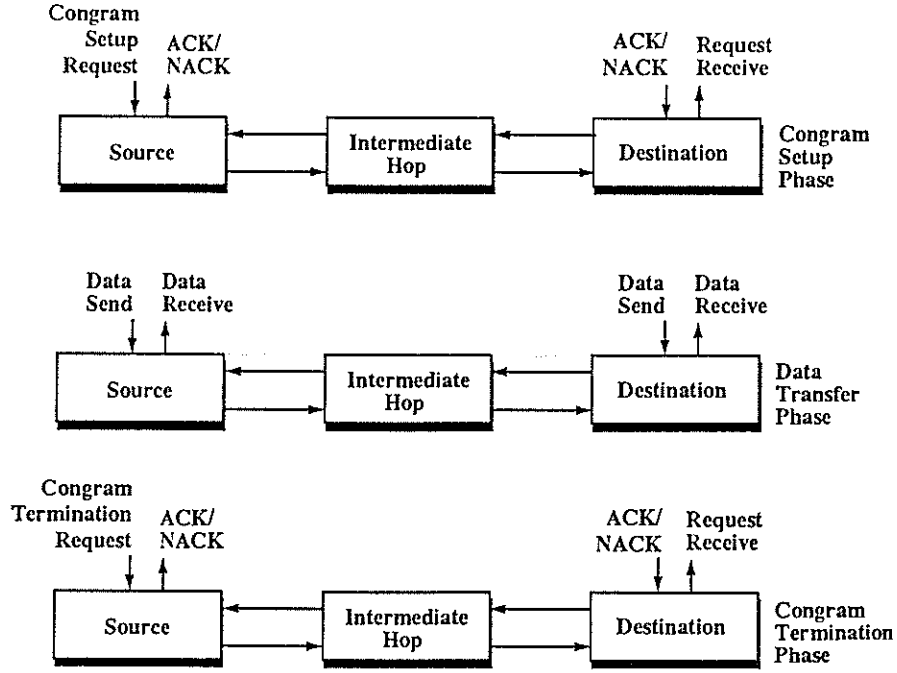 Congram
Setup
Request
ACK/
NACK
ACK/
NACK
Request
Receive
Source
Intermediate
Hop
Destination
Congram
Setup
Phase
Data
Send
Data
Receive
Data
Send
Data
Receive
Source
Intermediate
Hop
Destination
Data
Transfer
Phase
Congram
Termination
Request
ACK/
NACK
ACK/
NACK
Request
Receive
Source
Intermediate
Hop
Destination
Congram
Termination
Phase